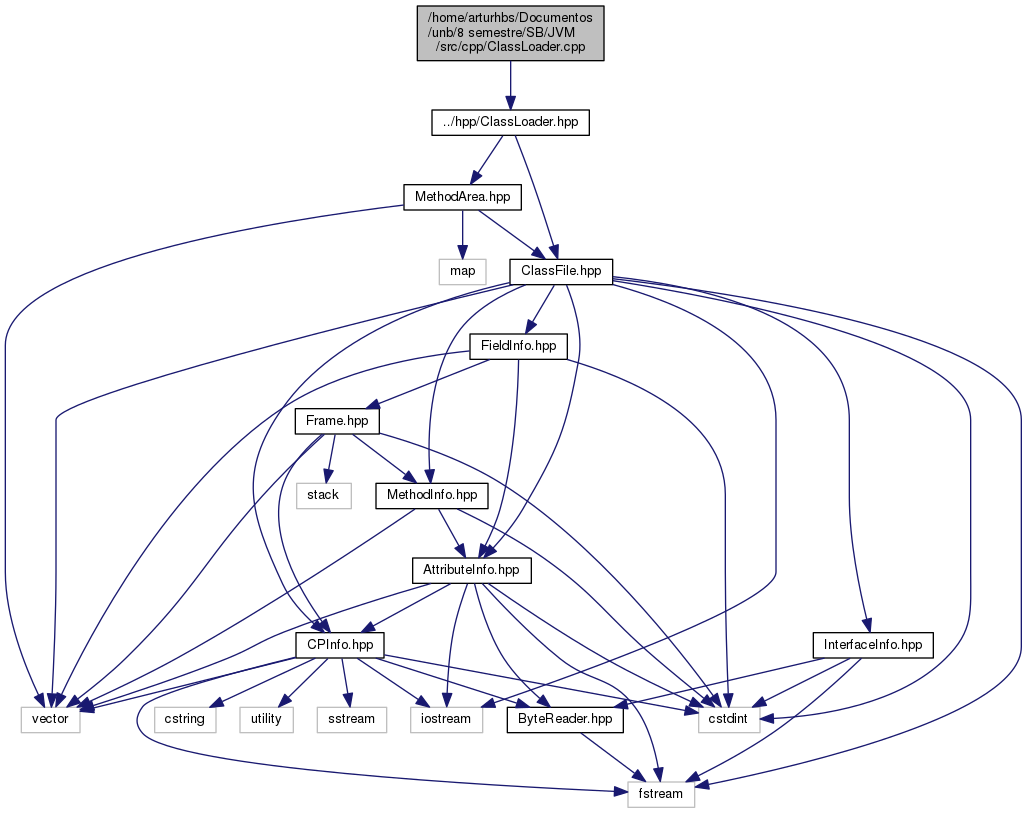 /home/arturhbs/Documentos
/unb/8 semestre/SB/JVM
/src/cpp/ClassLoader.cpp
../hpp/ClassLoader.hpp
MethodArea.hpp
map
ClassFile.hpp
FieldInfo.hpp
Frame.hpp
stack
MethodInfo.hpp
AttributeInfo.hpp
CPInfo.hpp
InterfaceInfo.hpp
vector
cstring
utility
sstream
iostream
ByteReader.hpp
cstdint
fstream